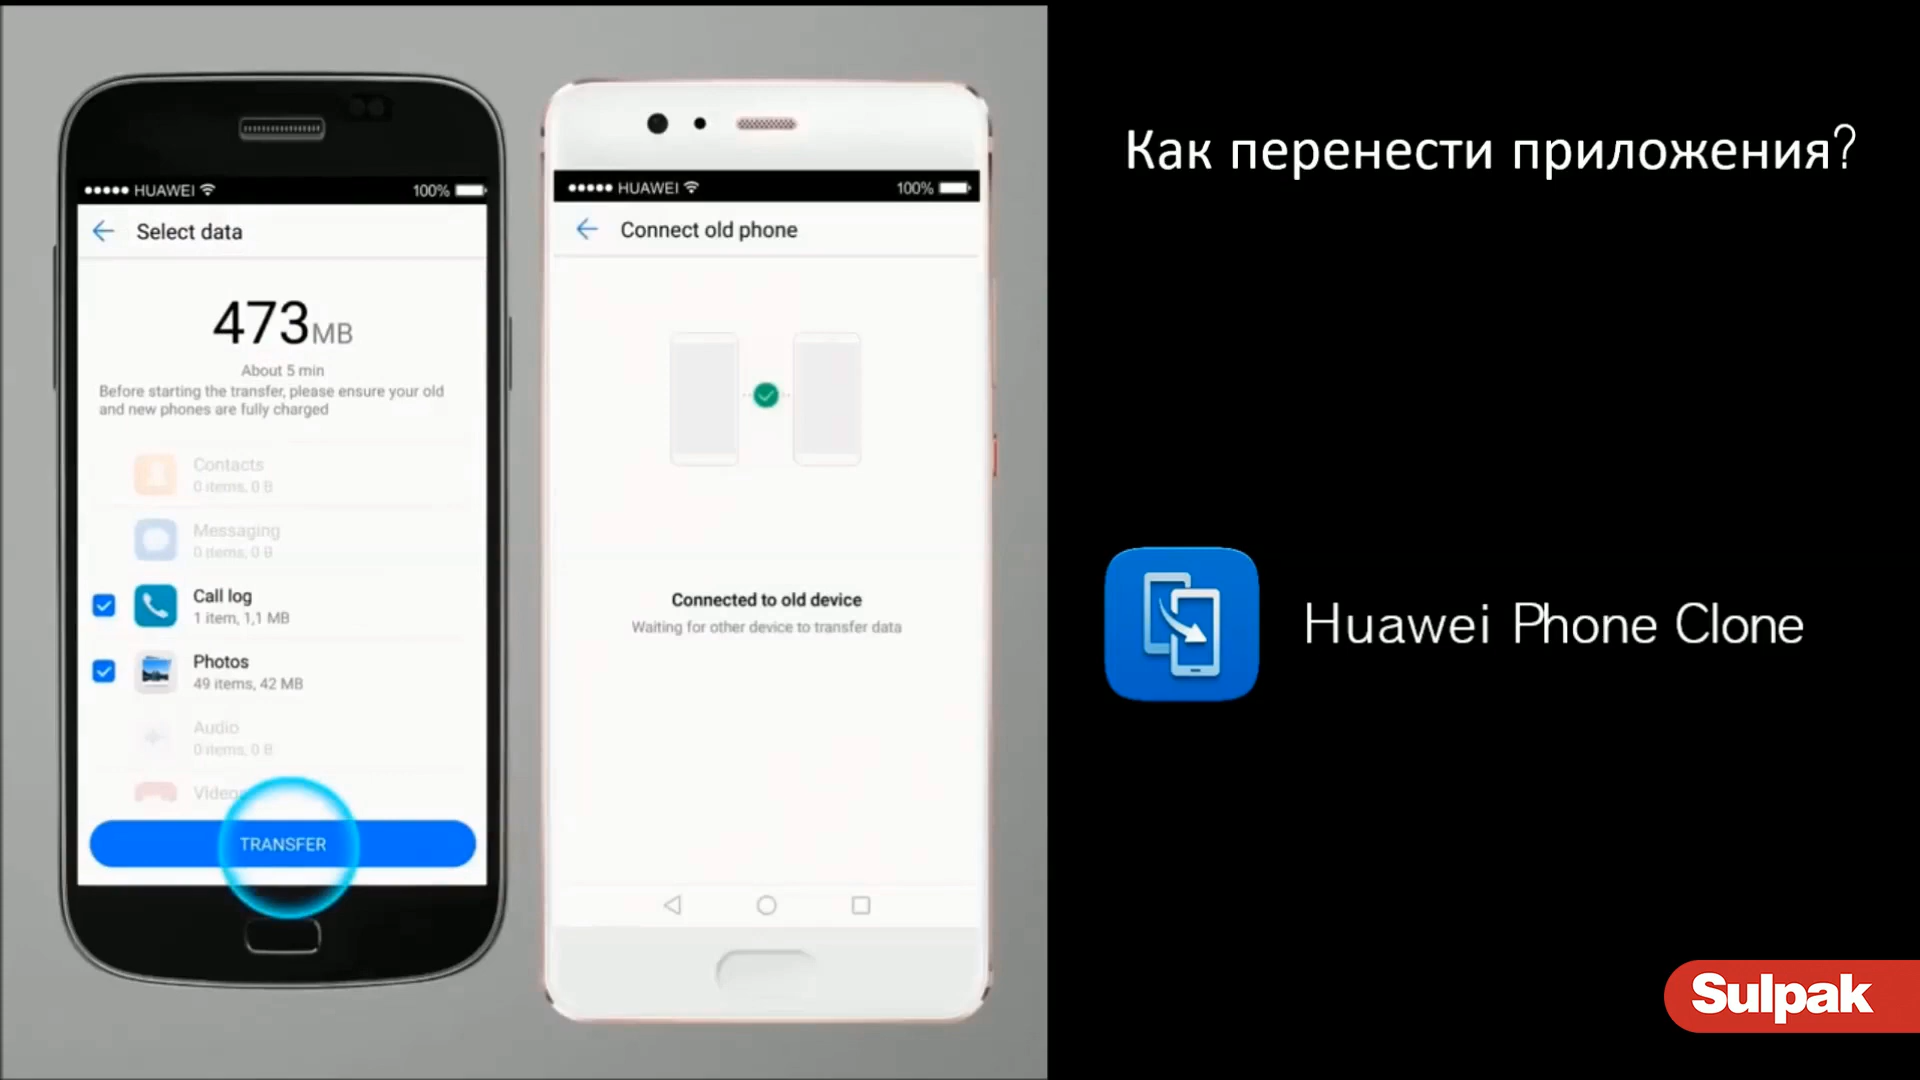 HUAWEI 100%
Select data
473 MB
About 5 min
Before starting the transfer, please ensure your old
and new phones are fully charged
Contacts
0 items, 0 B
Messaging
0 items, 0 B
Call log
1 item, 1,1 MB
Photos
49 items, 42 MB
Audio
0 items, 0 B
Videos
TRANSFER
HUAWEI 100%
Connect old phone
Connected to old device
Waiting for other device to transfer data
Как перенести приложения?
Huawei Phone Clone
Sulpak